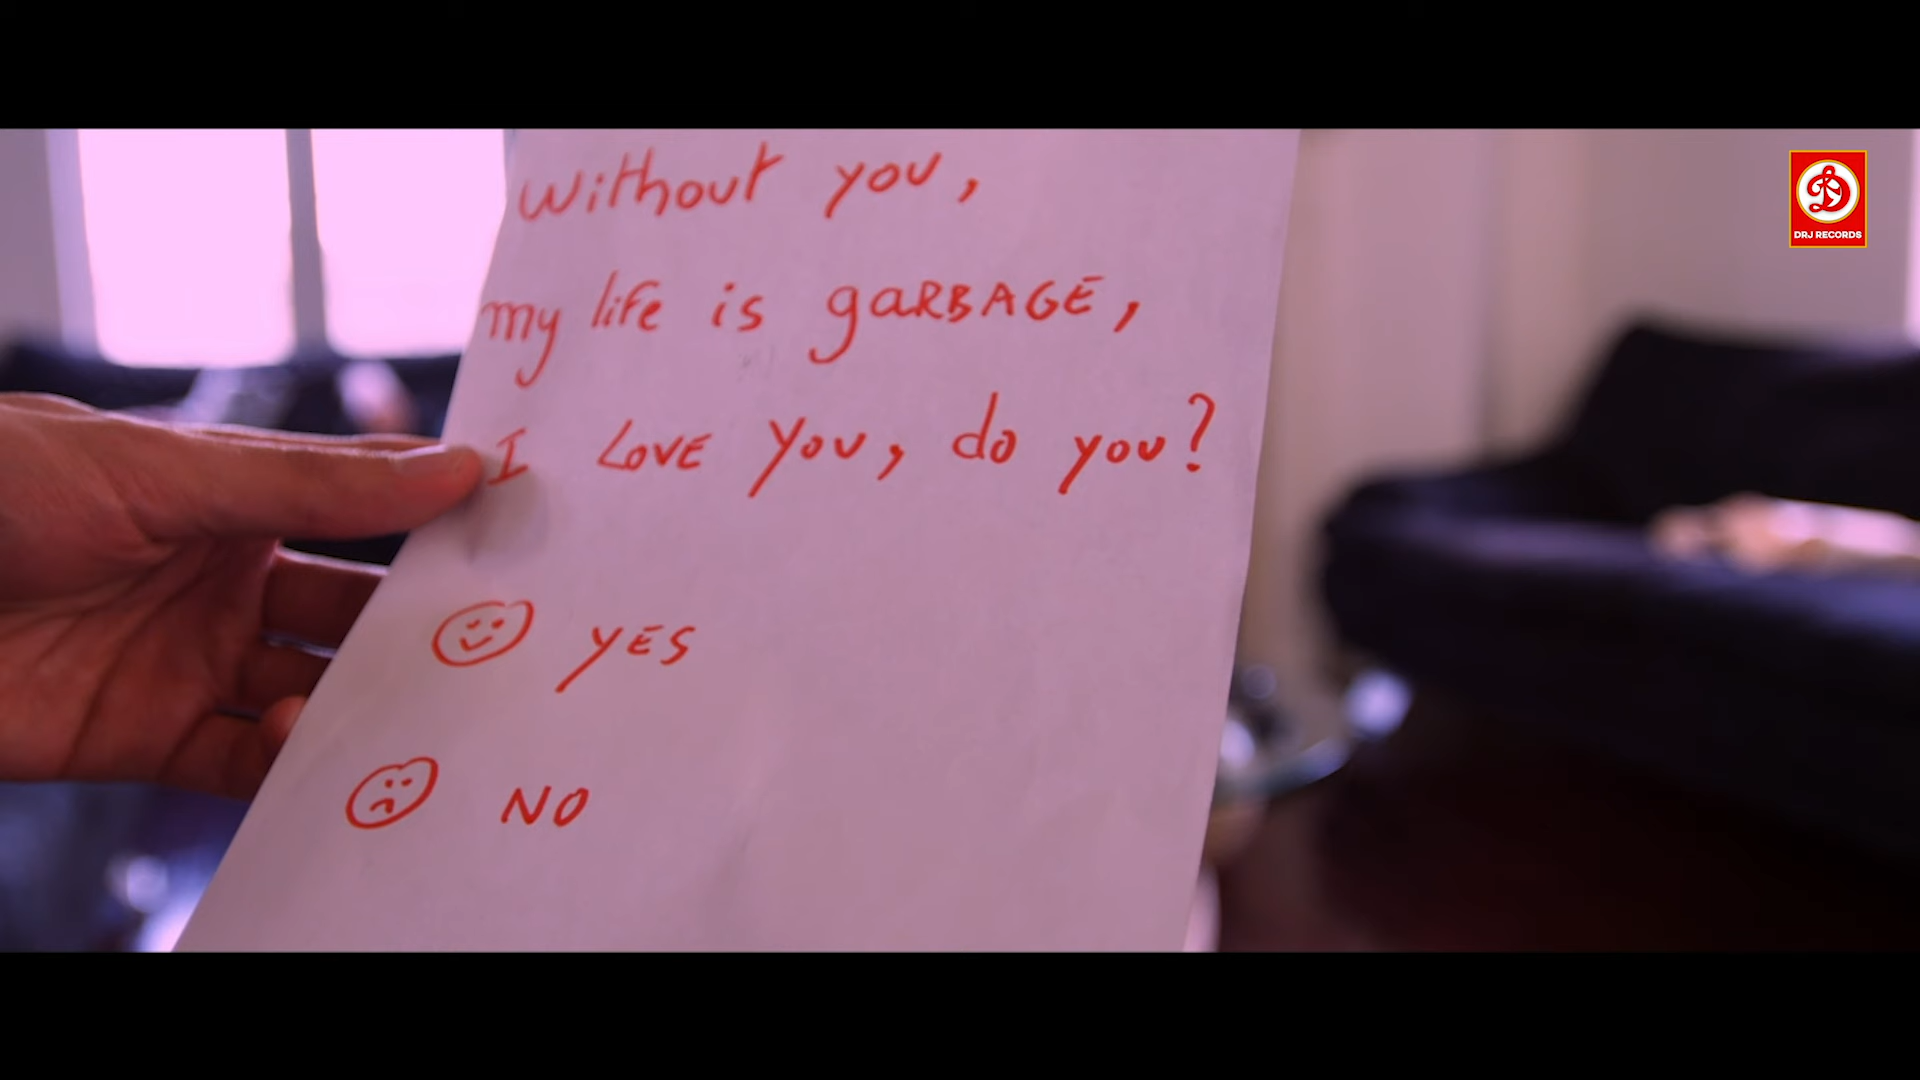 Without you,
my life is gaRBAGE,
I LOVE You, do you?
YES
NO
DRJ RECORDS